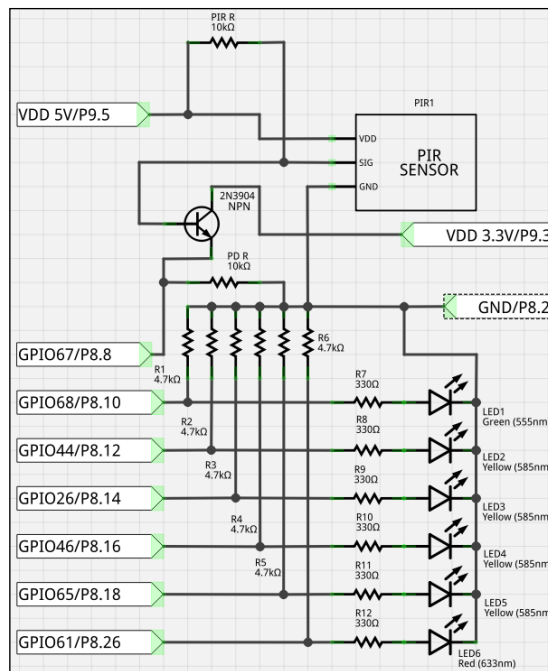 PIR R
10kΩ
VDD 5V/P9.5
PIR1
VDD
SIG
GND
PIR
SENSOR
2N3904
NPN
VDD 3.3V/P9.3
PD R
10kΩ
GND/P8.2
R6
4.7kΩ
GPIO67/P8.8
R1
4.7kΩ
R7
330Ω
GPIO68/P8.10
LED1
Green (555nm)
R2
4.7kΩ
R8
330Ω
GPIO44/P8.12
LED2
Yellow (585nm)
R3
4.7kΩ
R9
330Ω
GPIO26/P8.14
LED3
Yellow (585nm)
R4
4.7kΩ
R10
330Ω
GPIO46/P8.16
LED4
Yellow (585nm)
R5
4.7kΩ
R11
330Ω
GPIO65/P8.18
LED5
Yellow (585nm)
R12
330Ω
GPIO61/P8.26
LED6
Red (633nm)